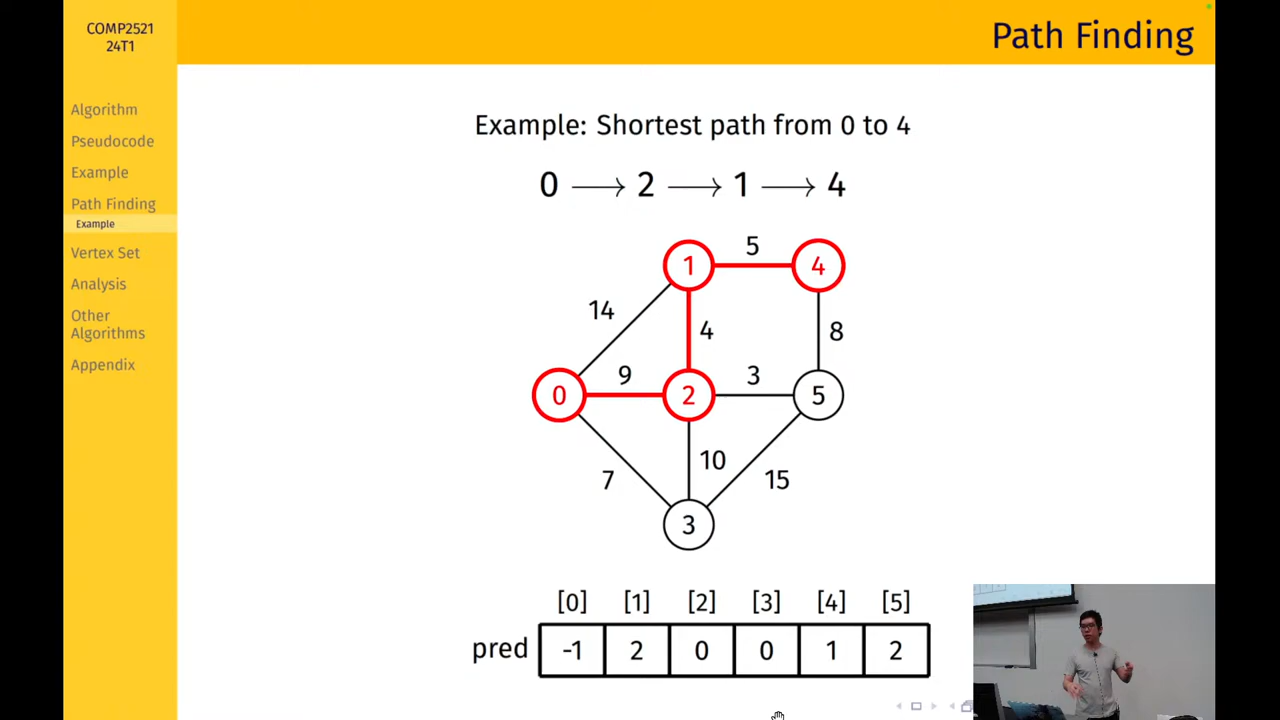 COMP2521
24T1
Path Finding
Algorithm
Pseudocode
Example
Path Finding
Example
Vertex Set
Analysis
Other
Algorithms
Appendix
Example: Shortest path from 0 to 4
0 → 2 → 1 → 4
5
1
4
14
4
8
9
3
0
2
5
7
10
15
3
[0] [1] [2] [3] [4] [5]
pred -1 2 0 0 1 2